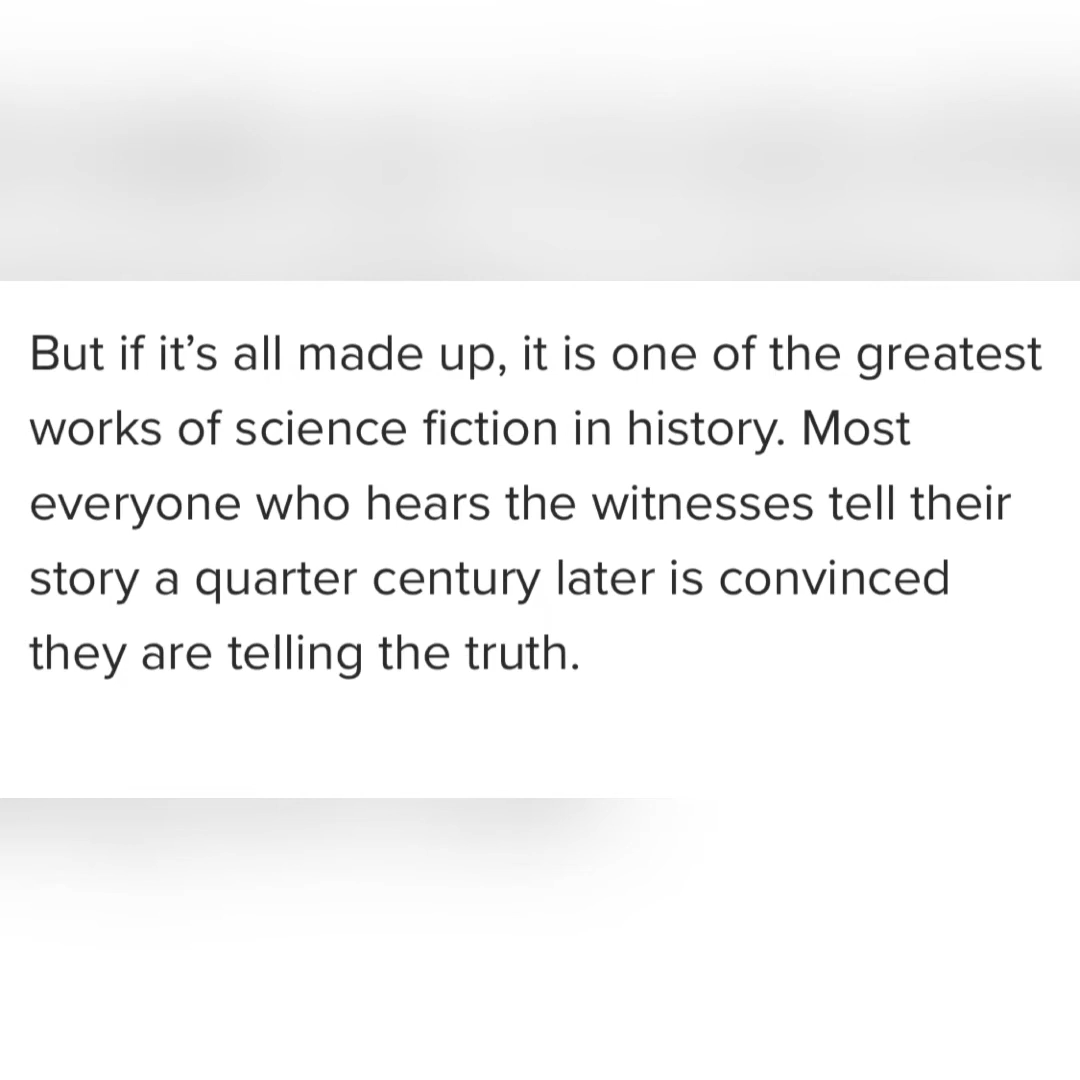 But if it’s all made up, it is one of the greatest
works of science fiction in history. Most
everyone who hears the witnesses tell their
story a quarter century later is convinced
they are telling the truth.